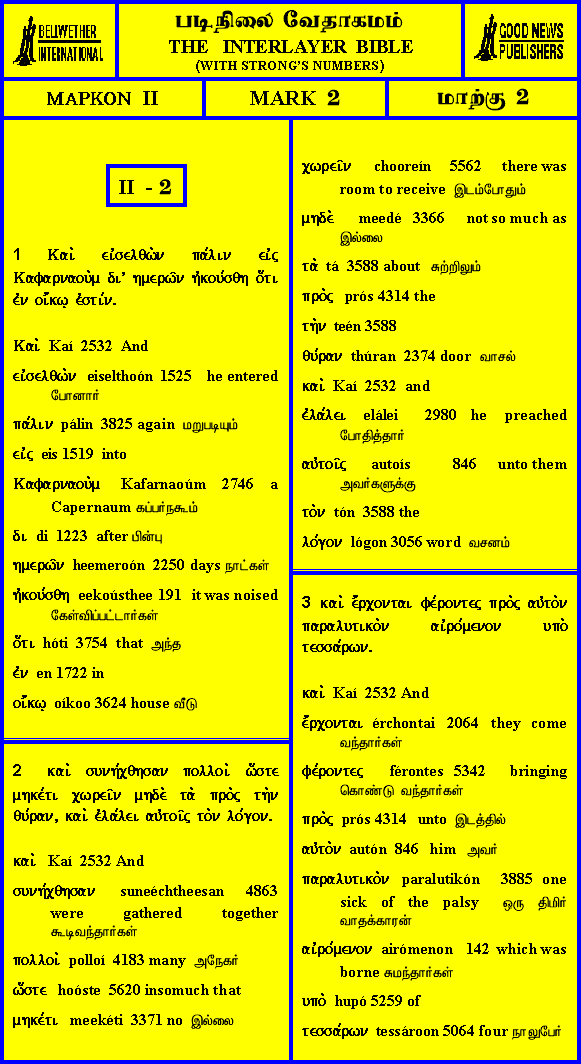 BELLWETHER
INTERNATIONAL
படிநிலை வேதாகமம்
THE INTERLAYER BIBLE
(WITH STRONG'S NUMBERS)
GOOD NEWS
PUBLISHERS
ΜΑΡΚΟΝ II
MARK 2
மாற்கு 2
II - 2
1 Καὶ εἰσελθὼν πάλιν εἰς
Καφαρναοὺμ δι' ημερῶν ἠκούσθη ὅτι
ἐν οἴκῳ ἐστίν.
Καὶ Kaí 2532 And
εἰσελθὼν eiselthoón 1525 he entered
போனார்
πάλιν pálin 3825 again மறுபடியும்
εἰς eis 1519 into
Καφαρναοὺμ Kafarnaoúm 2746 a
Capernaum கப்பர்நகூம்
δι di 1223 after பின்பு
ημερῶν heemeroón 2250 days நாட்கள்
ἠκούσθη eekoústhee 191 it was noised
கேள்விப்பட்டார்கள்
ὅτι hóti 3754 that அந்த
ἐν en 1722 in
οἴκῳ oíkoo 3624 house வீடு
2 καὶ συνήχθησαν πολλοὶ ὥστε
μηκέτι χωρεῖν μηδὲ τὰ πρὸς τὴν
θύραν, καὶ ἐλάλει αὐτοῖς τὸν λόγον.
καὶ Kaí 2532 And
συνήχθησαν suneéchtheesan 4863
were gathered together
கூடிவந்தார்கள்
πολλοὶ polloí 4183 many அநேகர்
ὥστε hoóste 5620 insomuch that
μηκέτι meekéti 3371 no இல்லை
χωρεῖν chooreín 5562 there was
room to receive இடம்போதும்
μηδὲ meedé 3366 not so much as
இல்லை
τὰ tá 3588 about சுற்றிலும்
πρὸς prós 4314 the
τὴν teén 3588
θύραν thúran 2374 door வாசல்
καὶ Kaí 2532 and
ἐλάλει elálei 2980 he preached
போதித்தார்
αὐτοῖς autoís 846 unto them
அவர்களுக்கு
τὸν tón 3588 the
λόγον lógon 3056 word வசனம்
3 καὶ ἔρχονται φέροντες πρὸς αὐτὸν
παραλυτικὸν αἰρόμενον υπὸ
τεσσάρων.
καὶ Kaí 2532 And
ἔρχονται érchontai 2064 they come
வந்தார்கள்
φέροντες férontes 5342 bringing
கொண்டு வந்தார்கள்
πρὸς prós 4314 unto இடத்தில்
αὐτὸν autón 846 him அவர்
παραλυτικὸν paralutikón 3885 one
sick of the palsy ஒரு திமிர்
வாதக்காரன்
αἰρόμενον airómenon 142 which was
borne சுமந்தார்கள்
υπὸ hupó 5259 of
τεσσάρων tessároon 5064 four நாலுபேர்